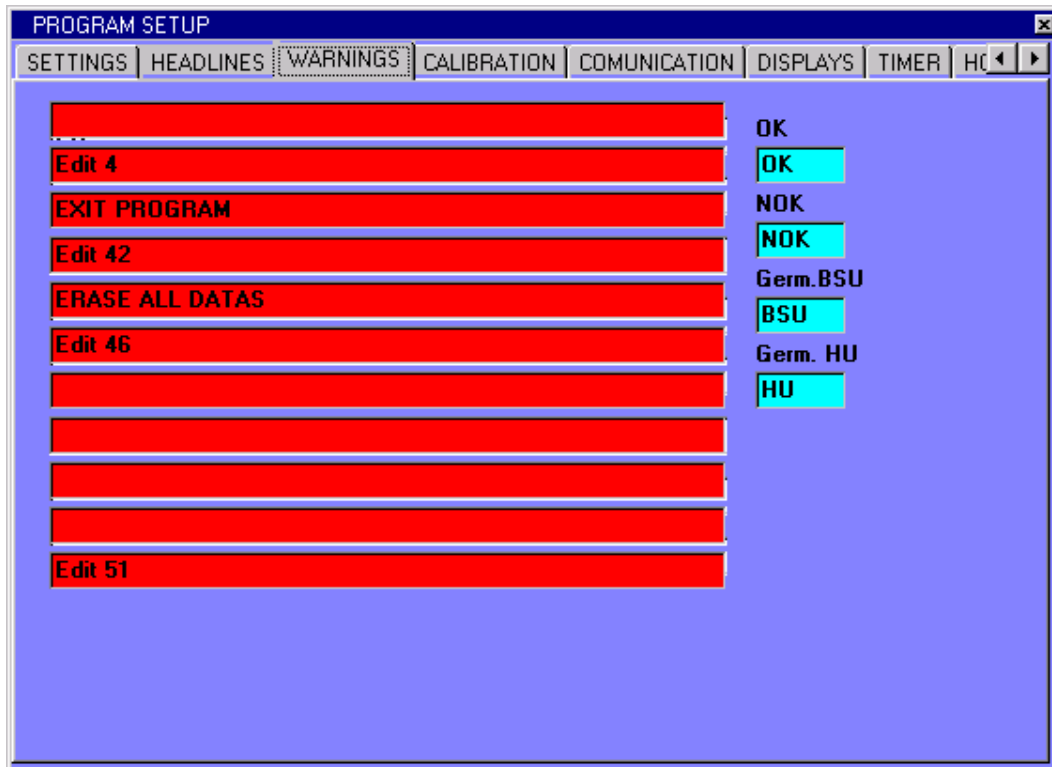 PROGRAM SETUP
SETTINGS HEADLINES WARNINGS CALIBRATION COMUNICATION DISPLAYS TIMER
Edit 4
EXIT PROGRAM
Edit 42
ERASE ALL DATAS
Edit 46
Edit 51
OK
OK
NOK
NOK
Germ.BSU
BSU
Germ. HU
HU